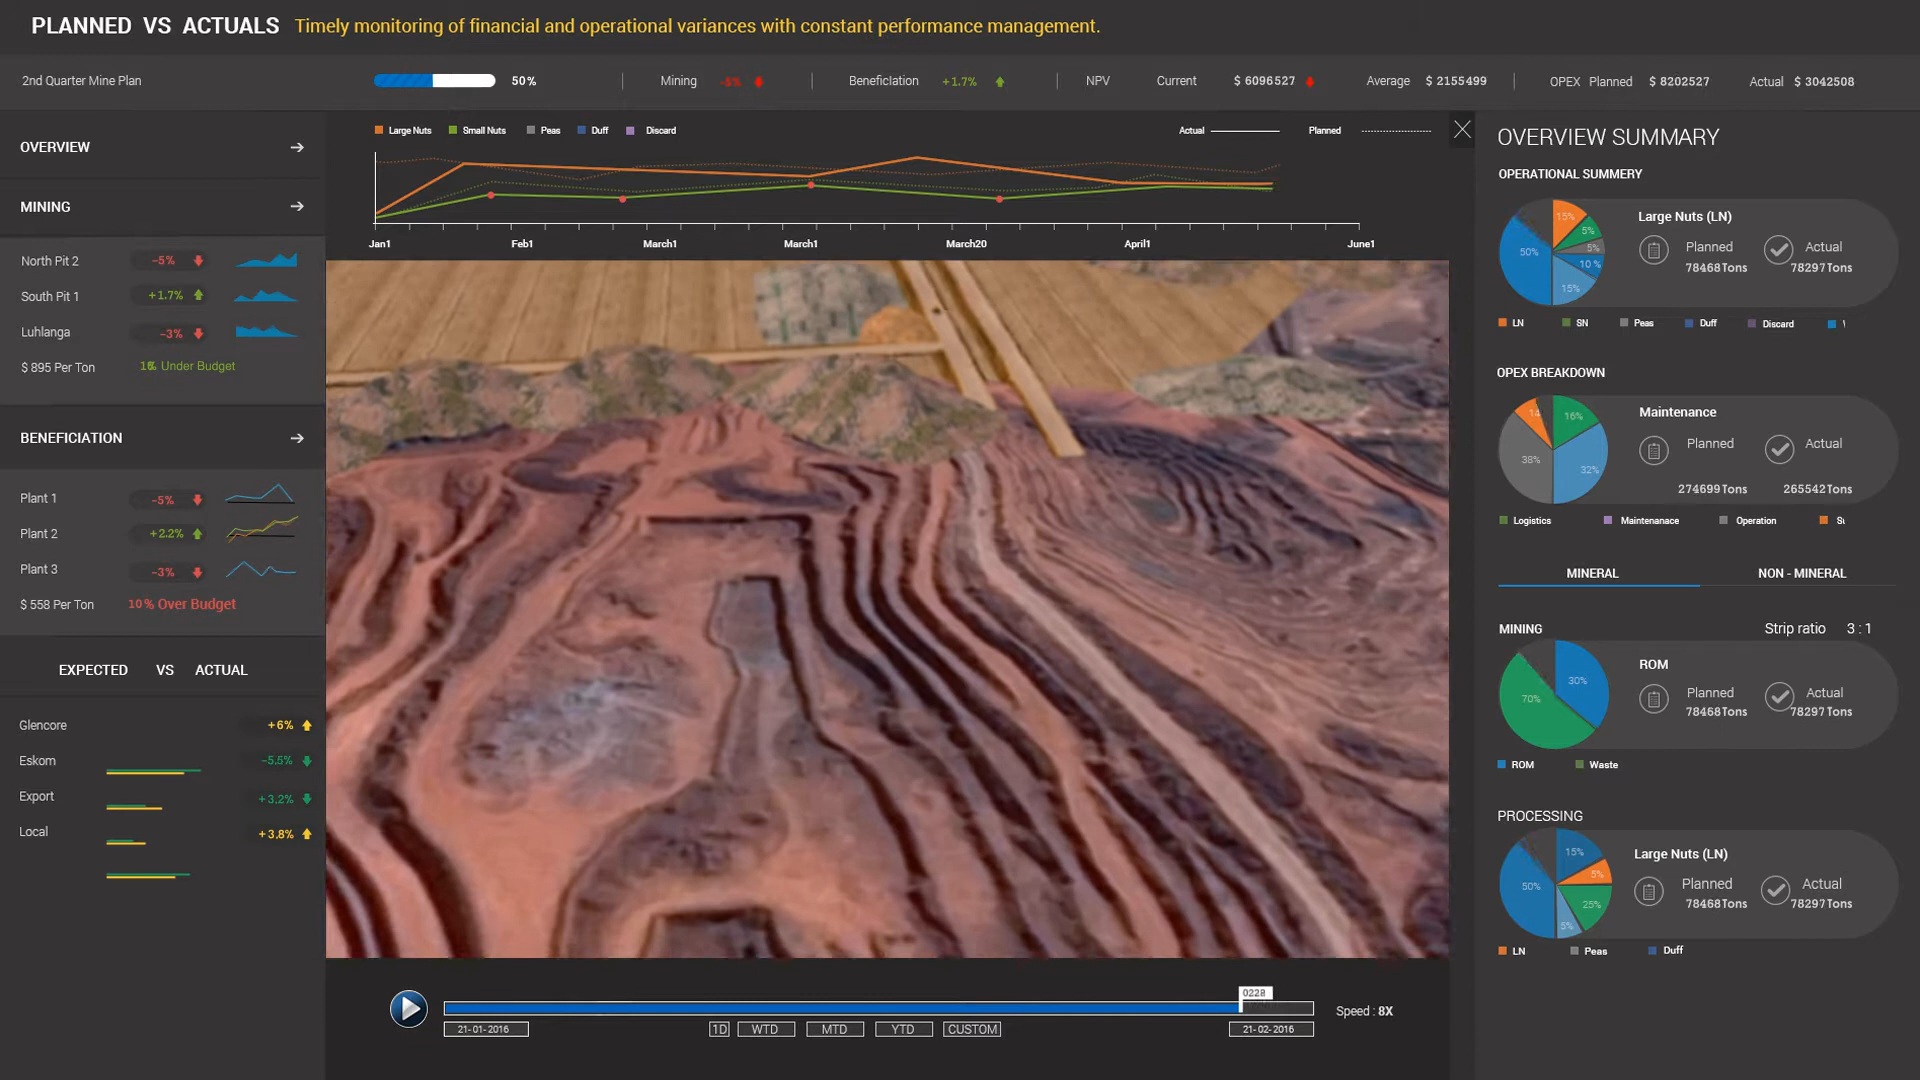 PLANNED VS ACTUALS Timely monitoring of financial and operational variances with constant performance management.
2nd Quarter Mine Plan 50% Mining -5% Beneficiation +1.7% NPV Current $ 6096527 Average $ 2155499 OPEX Planned $ 8202527 Actual $ 3042508
OVERVIEW
MINING
North Pit 2 -5%
South Pit 1 +1.7%
Luhlanga -3%
$ 895 Per Ton Under Budget
BENEFICIATION
Plant 1 -5%
Plant 2 +2.2%
Plant 3 -3%
$ 558 Per Ton 10% Over Budget
EXPECTED VS ACTUAL
Glencore +6%
Eskom -5.5%
Export +3.2%
Local +3.8%
Large Nuts Small Nuts Peas Duff Discard Actual Planned
Jan1 Feb1 March1 March1 March20 April1 June1
0228
Speed : 8X
21-01-2016 1D WTD MTD YTD CUSTOM 21-02-2016
OVERVIEW SUMMARY
OPERATIONAL SUMMERY
15% 5% 5% 10% 15% 50%
Large Nuts (LN)
Planned Actual
78468Tons 78297Tons
LN SN Peas Duff Discard
OPEX BREAKDOWN
14 16% 32% 38%
Maintenance
Planned Actual
274699Tons 265542Tons
Logistics Maintenanace Operation
MINERAL NON - MINERAL
MINING Strip ratio 3 : 1
30% 70%
ROM
Planned Actual
78468Tons 78297Tons
ROM Waste
PROCESSING
15% 5% 25% 5% 50%
Large Nuts (LN)
Planned Actual
78468Tons 78297Tons
LN Peas Duff